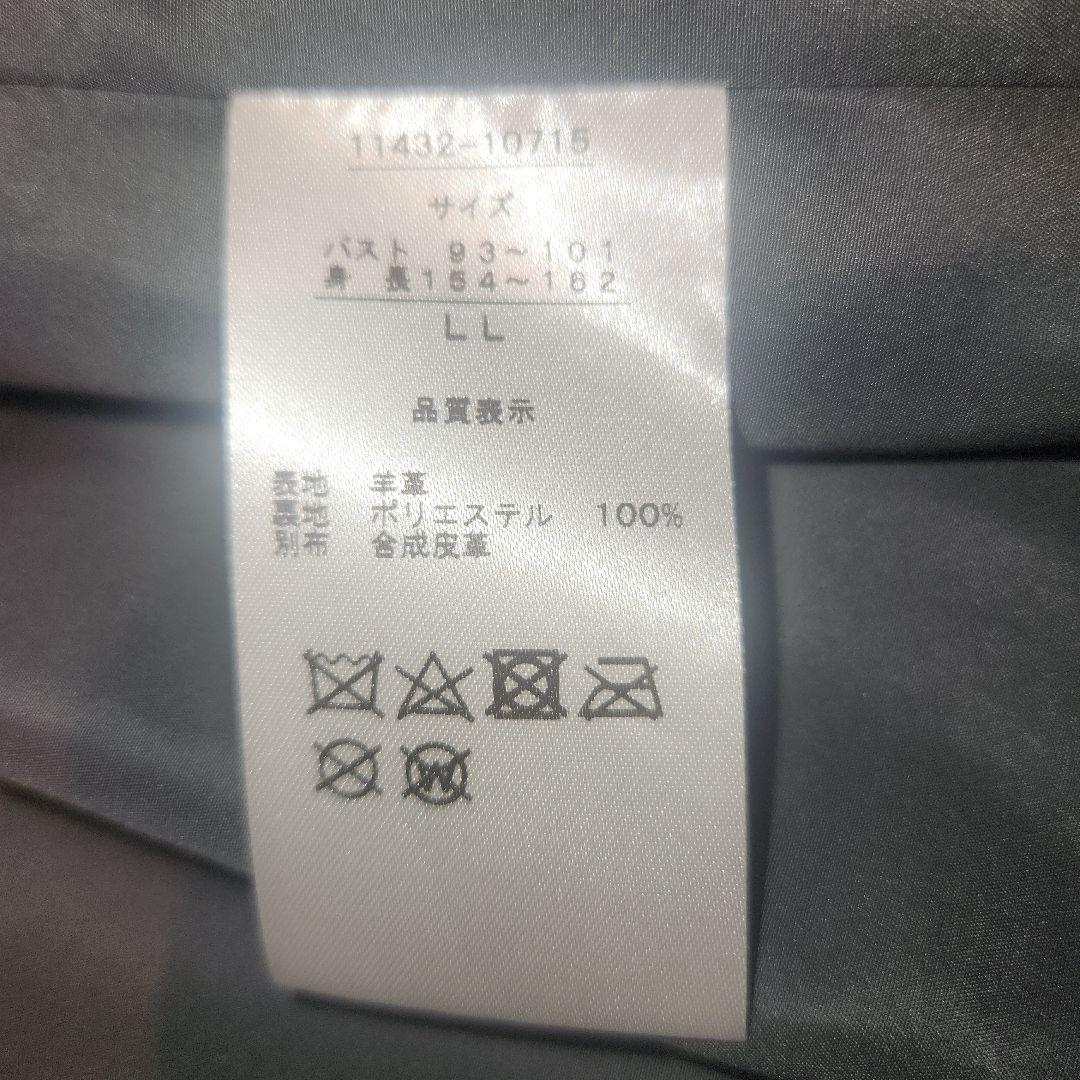 11432-10715
サイズ
バスト 93～101
身 長154～162
LL
品質表示
表地 羊革
裏地 ポリエステル 100%
別布 合成皮革
W